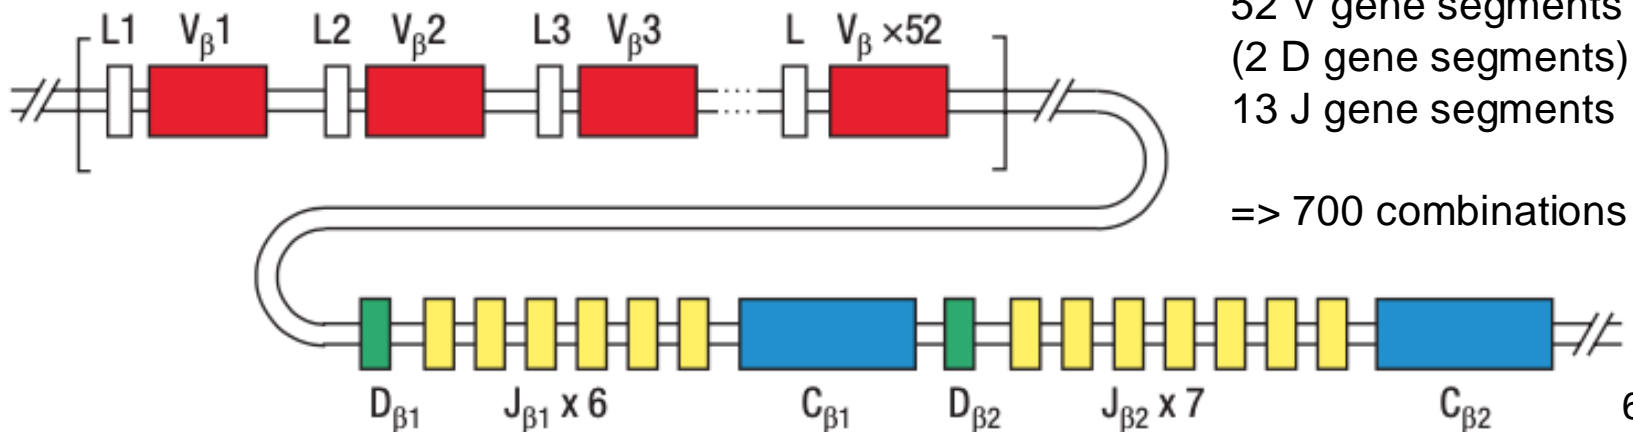 L1 Vβ1 L2 Vβ2 L3 Vβ3 L Vβ ×52
52 V gene segments
(2 D gene segments)
13 J gene segments
=> 700 combinations
Dβ1 Jβ1 x 6 Cβ1 Dβ2 Jβ2 x 7 Cβ2